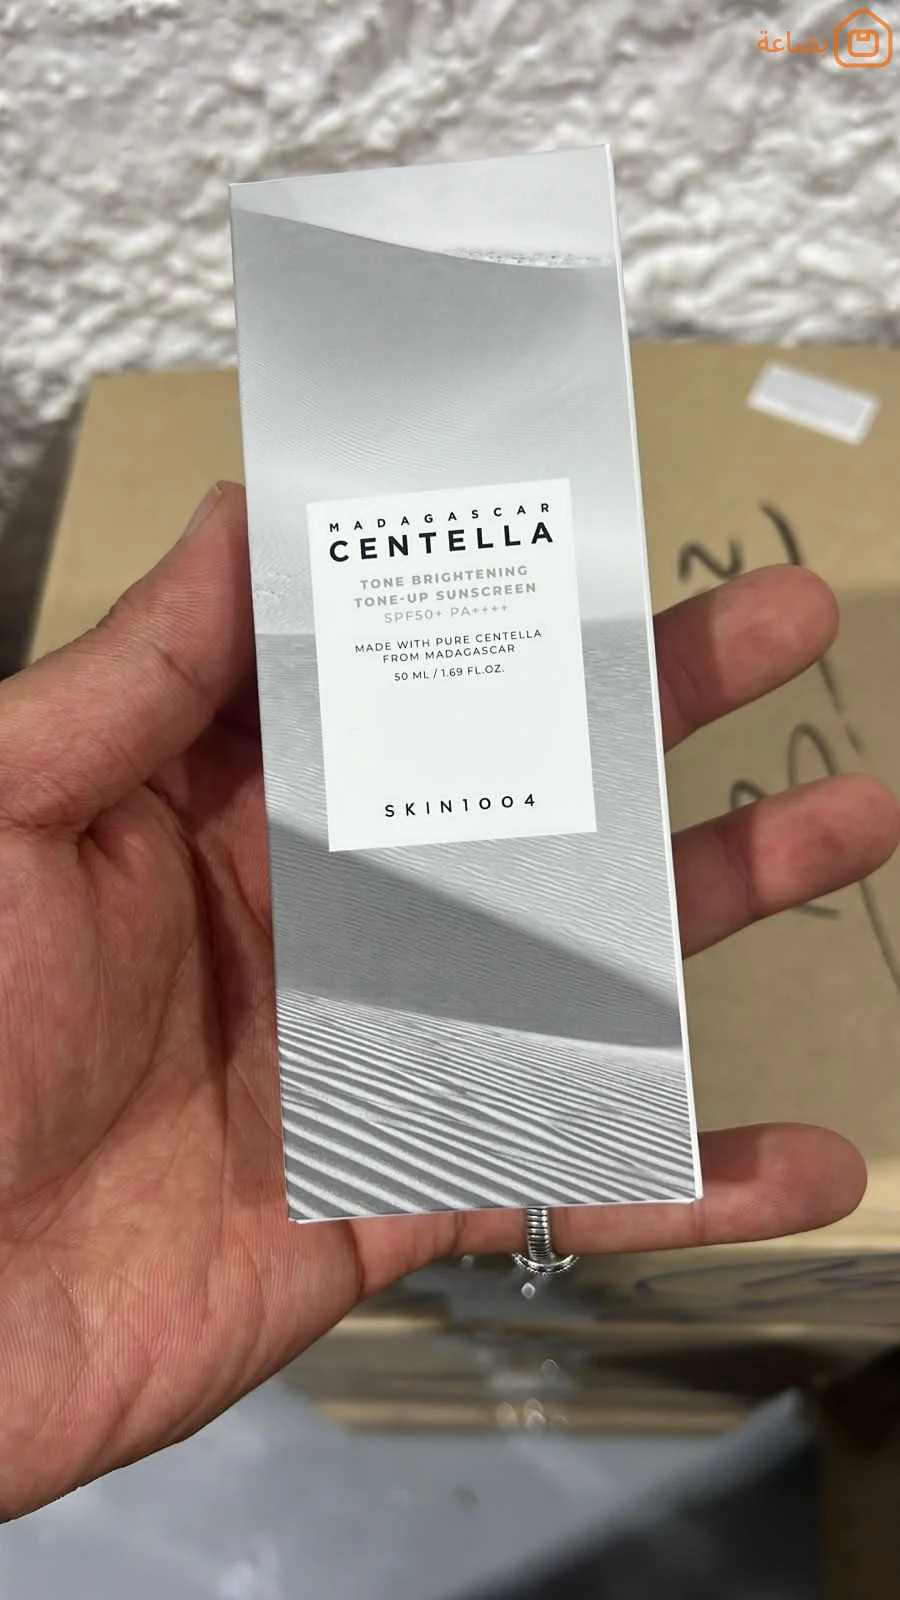 بضاعة
MADAGASCAR
CENTELLA
TONE BRIGHTENING
TONE-UP SUNSCREEN
SPF50+ PA++++
MADE WITH PURE CENTELLA
FROM MADAGASCAR
50 ML / 1.69 FL.OZ.
SKIN1004